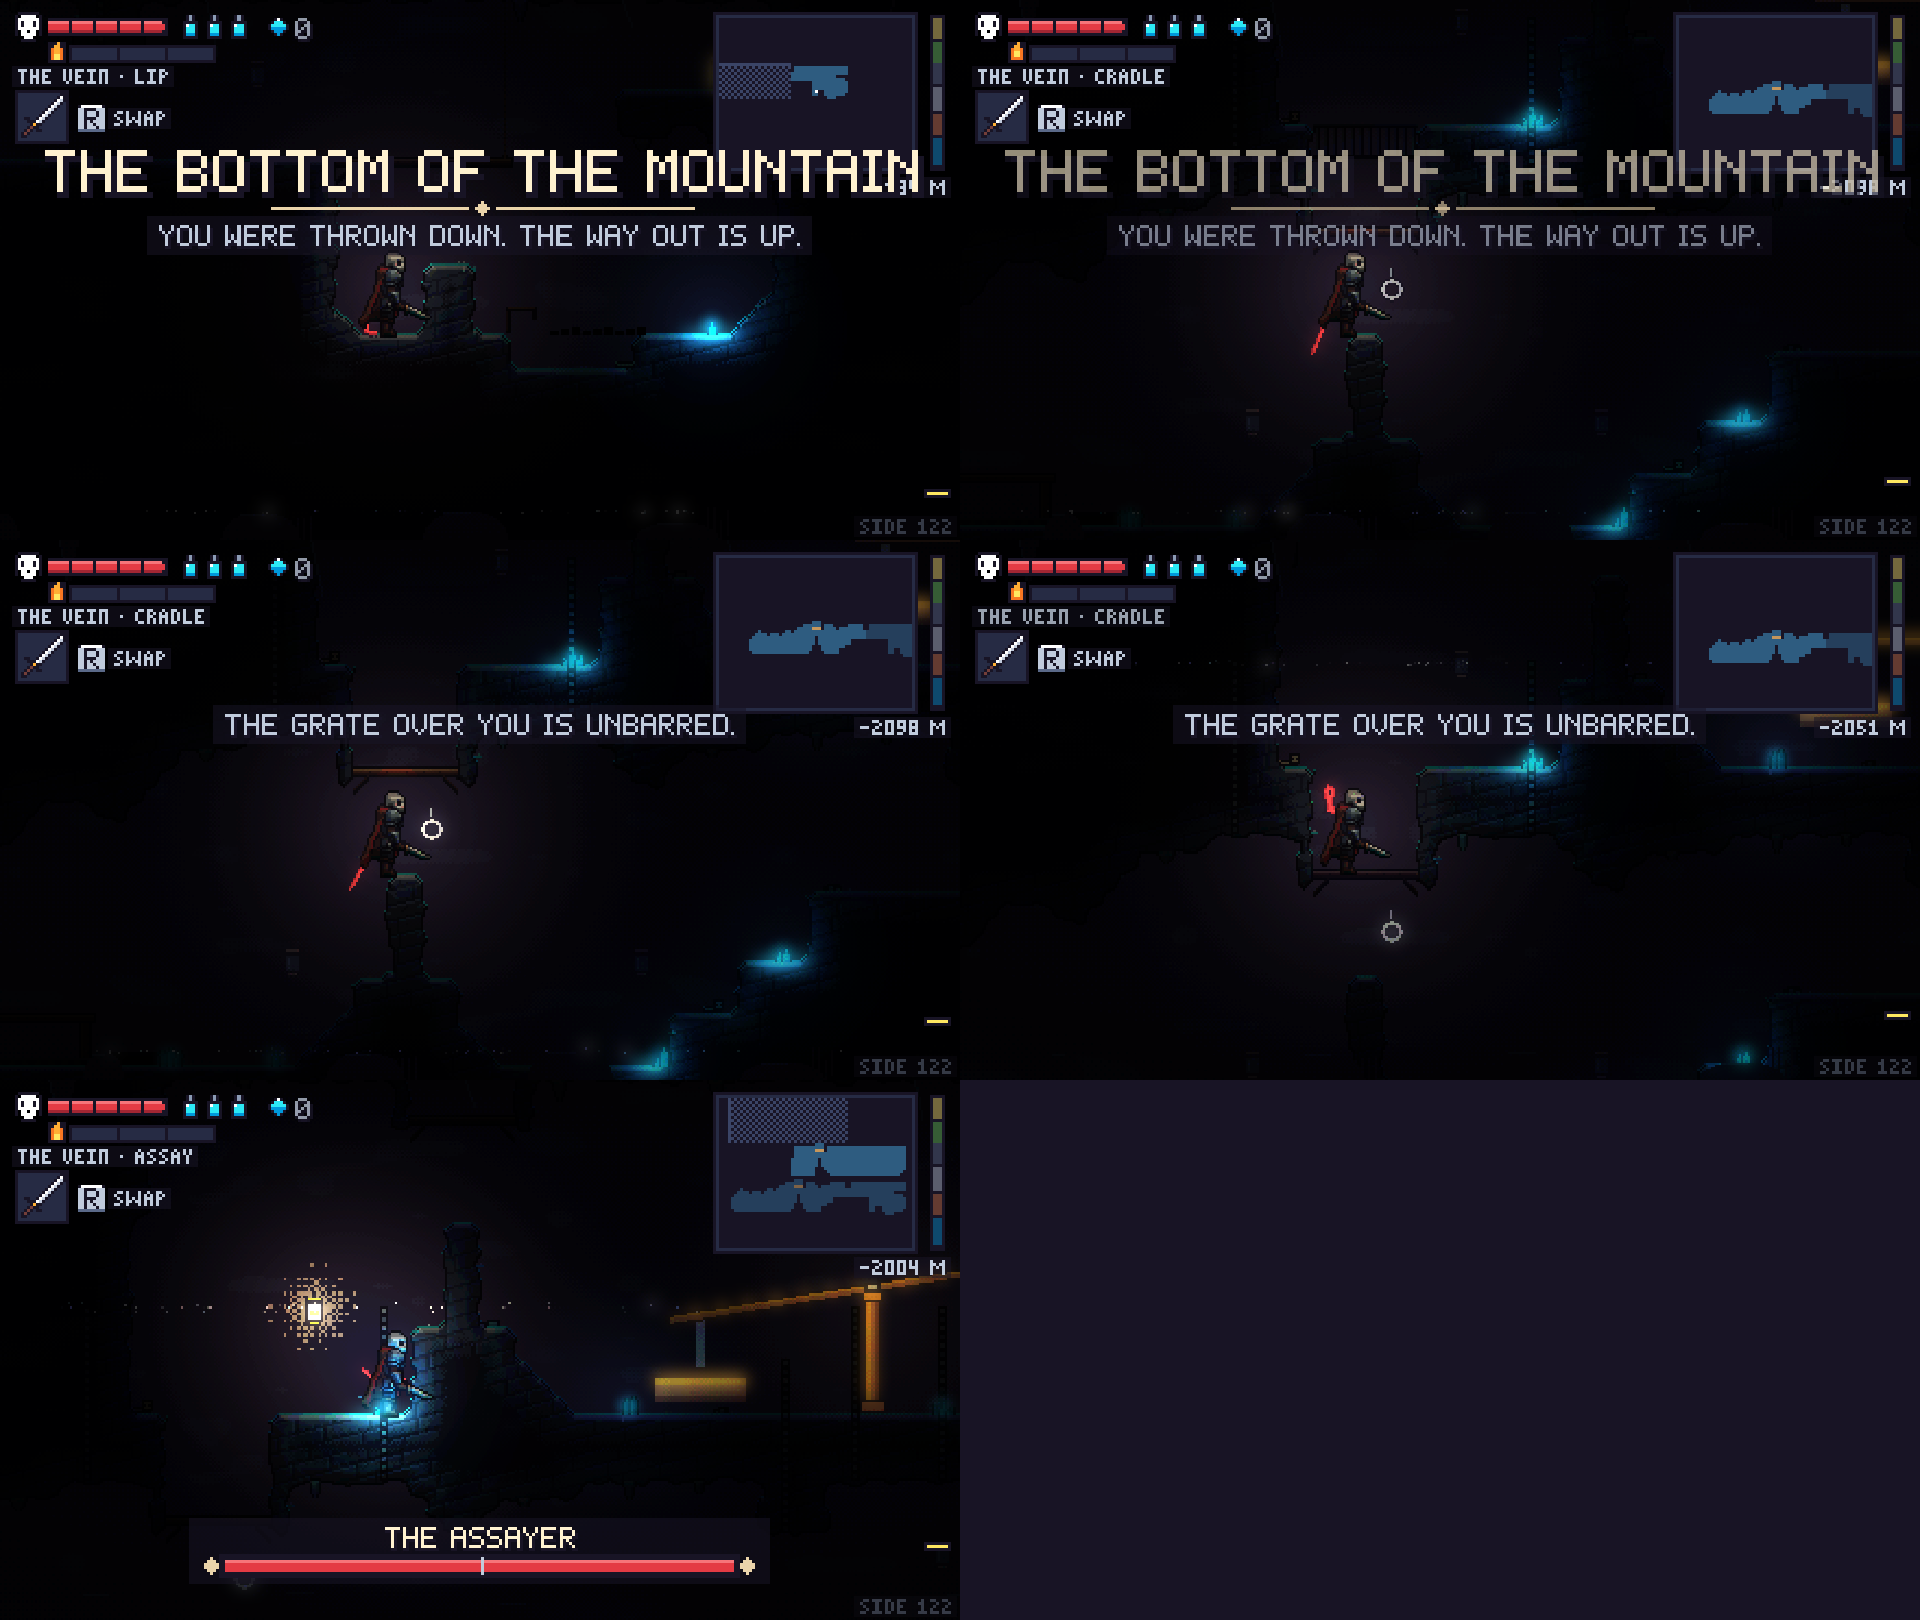 0
THE VEIN · LIP
R SWAP
THE BOTTOM OF THE MOUNTAIN
M
YOU WERE THROWN DOWN. THE WAY OUT IS UP.
SIDE 122
0
THE VEIN · CRADLE
R SWAP
THE BOTTOM OF THE MOUNTAIN
M
YOU WERE THROWN DOWN. THE WAY OUT IS UP.
SIDE 122
0
THE VEIN · CRADLE
R SWAP
THE GRATE OVER YOU IS UNBARRED.
-2098 M
SIDE 122
0
THE VEIN · CRADLE
R SWAP
THE GRATE OVER YOU IS UNBARRED.
-2051 M
SIDE 122
0
THE VEIN · ASSAY
R SWAP
-2004 M
THE ASSAYER
SIDE 122